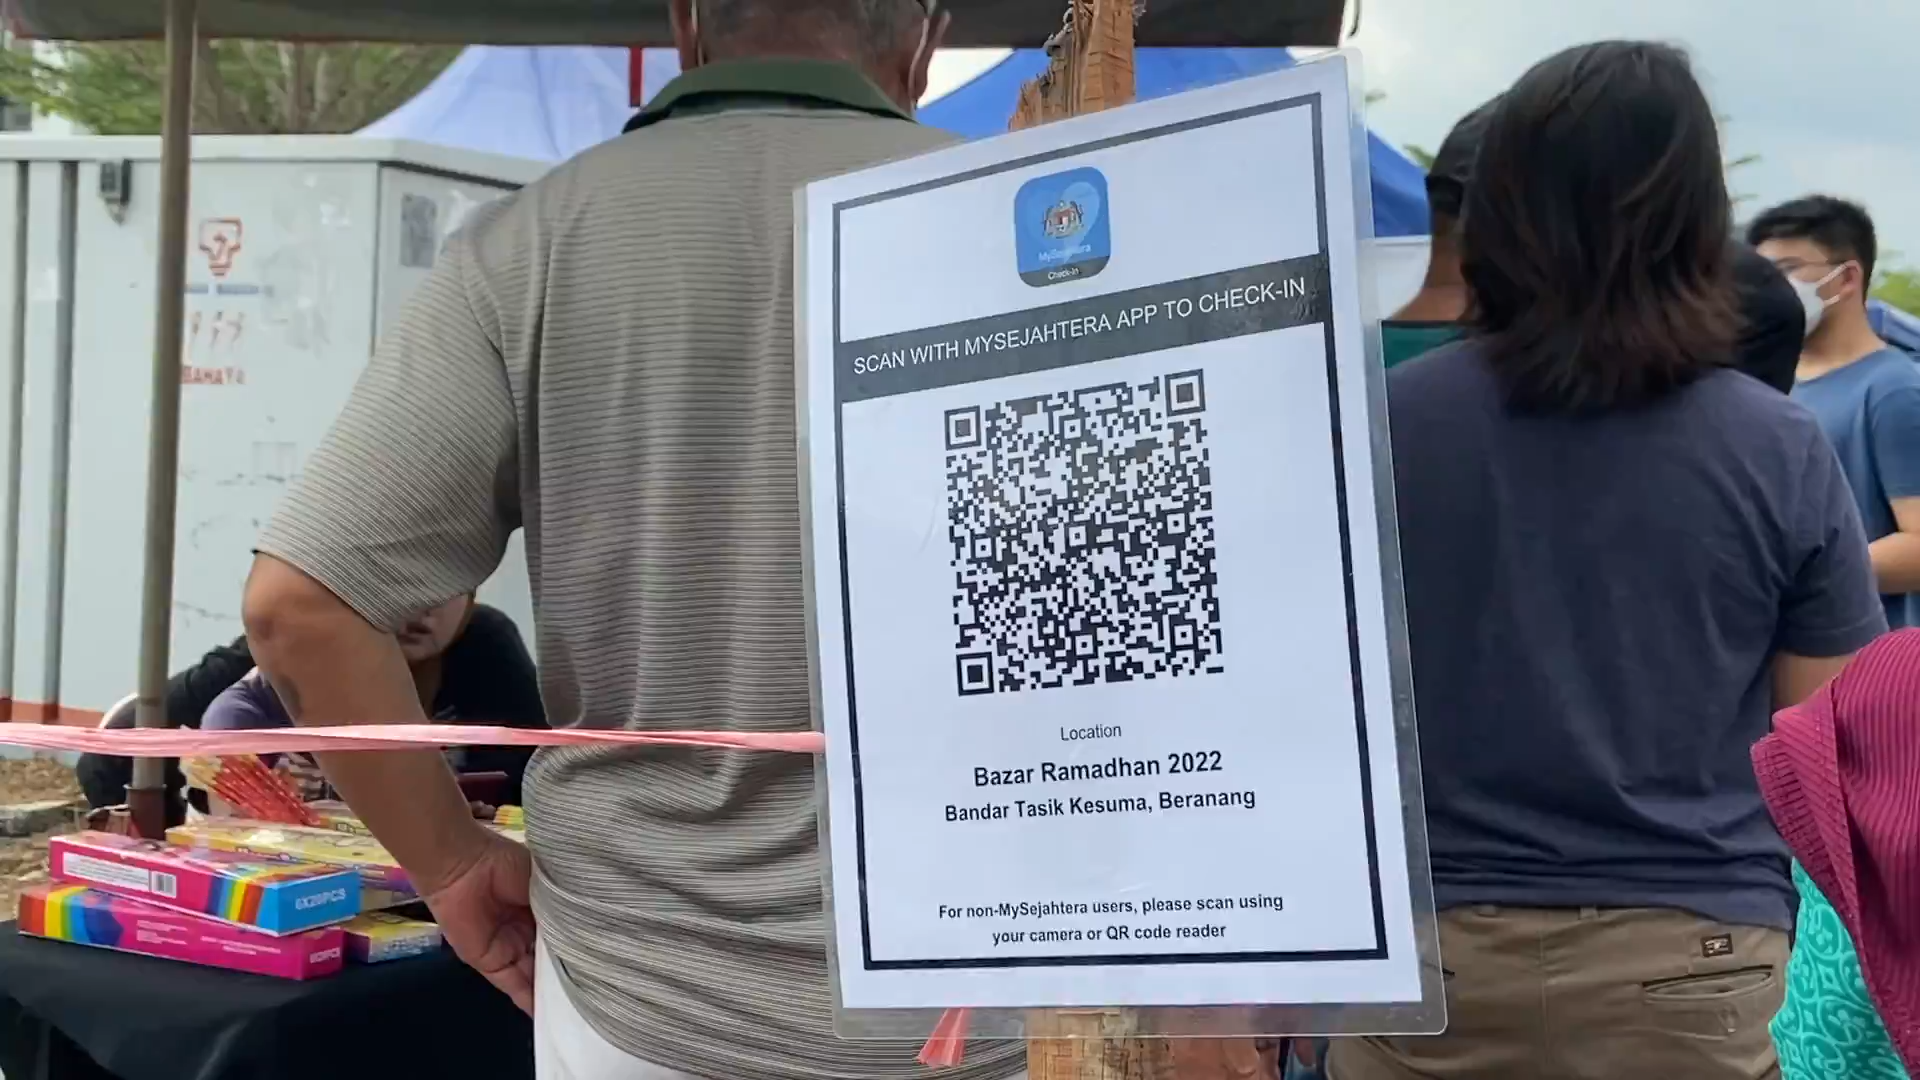 MySejahtera
Check-in
SCAN WITH MYSEJAHTERA APP TO CHECK-IN
Location
Bazar Ramadhan 2022
Bandar Tasik Kesuma, Beranang
For non-MySejahtera users, please scan using
your camera or QR code reader
BAHAYA
6X20PCS